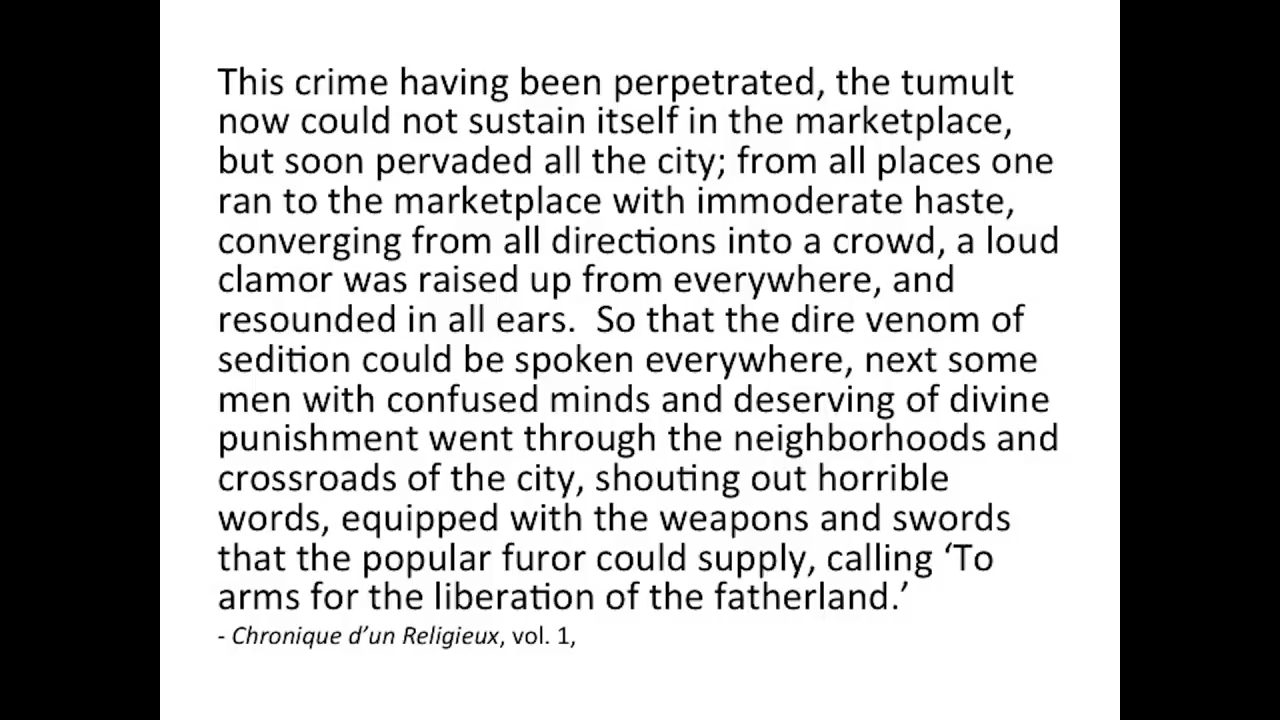 This crime having been perpetrated, the tumult
now could not sustain itself in the marketplace,
but soon pervaded all the city; from all places one
ran to the marketplace with immoderate haste,
converging from all directions into a crowd, a loud
clamor was raised up from everywhere, and
resounded in all ears.  So that the dire venom of
sedition could be spoken everywhere, next some
men with confused minds and deserving of divine
punishment went through the neighborhoods and
crossroads of the city, shouting out horrible
words, equipped with the weapons and swords
that the popular furor could supply, calling ‘To
arms for the liberation of the fatherland.’
- Chronique d’un Religieux, vol. 1,